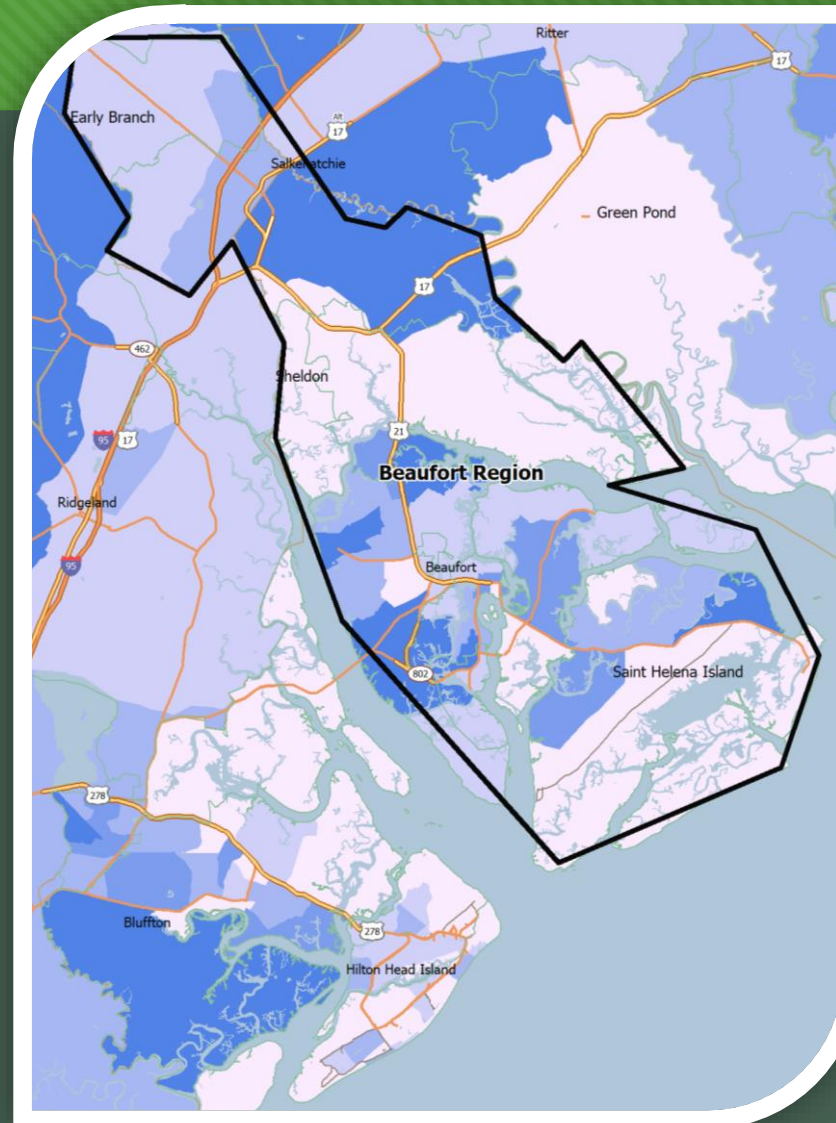 Ritter
17
Early Branch
Alt
17
Salkehatchie
Green Pond
17
462
Sheldon
21
95
17
Beaufort Region
Ridgeland
Beaufort
95
802
Saint Helena Island
278
Bluffton
278
Hilton Head Island